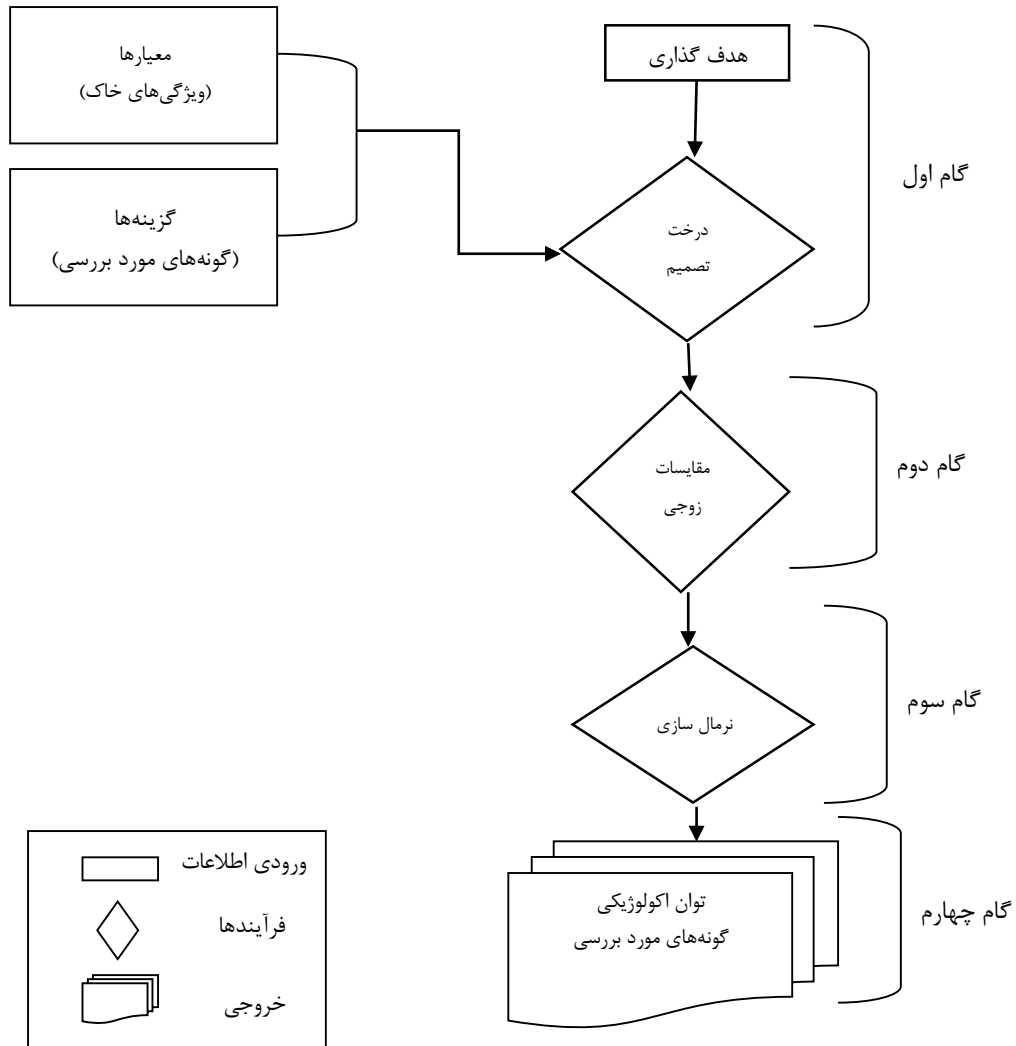 معیارها
(ویژگی‌های خاک)
گزینه‌ها
(گونه‌های مورد بررسی)
هدف گذاری
درخت
تصمیم
گام اول
مقایسات
زوجی
گام دوم
نرمال سازی
گام سوم
توان اکولوژیکی
گونه‌های مورد بررسی
گام چهارم
ورودی اطلاعات
فرآیندها
خروجی